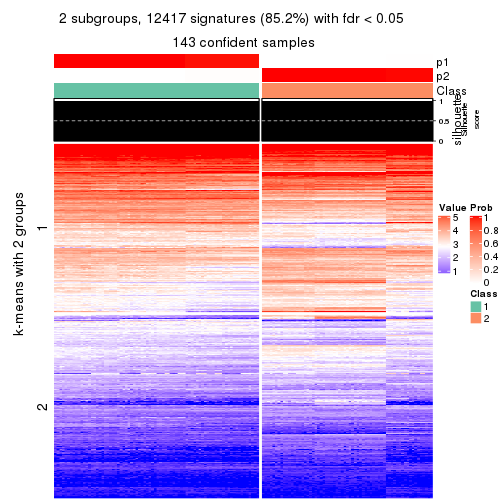 2 subgroups, 12417 signatures (85.2%) with fdr < 0.05
143 confident samples
p1
p2
Class
1
0.5
0
silhouette
Silhouette
score
k-means with 2 groups
1
2
Value
5
4
3
2
1
Prob
1
0.8
0.6
0.4
0.2
0
Class
1
2